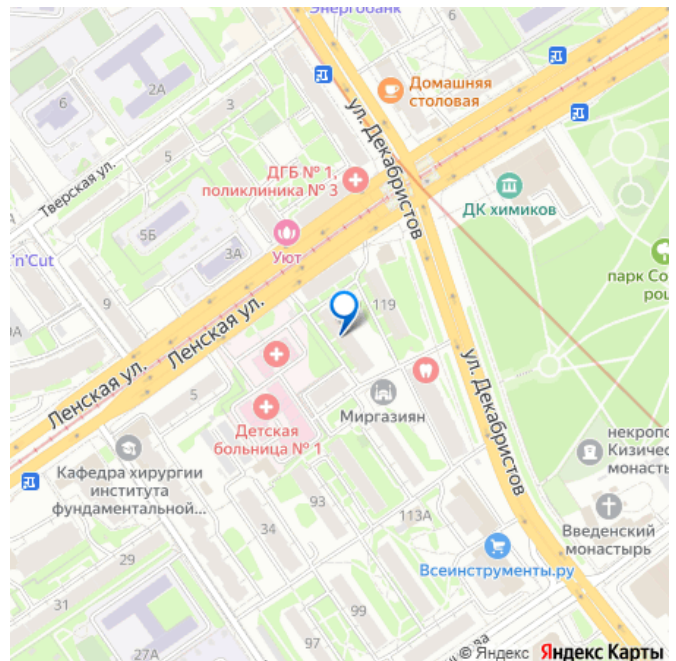 Энергобанк
6
2А
6
3
Домашняя
столовая
ул. Декабристов
5
Тверская ул.
ДГБ № 1,
поликлиника № 3
ДК химиков
5Б
3А
Уют
'n'Cut
парк Со
рощ
9
119
Ленская ул.
Ленская ул.
ул. Декабристов
5
Миргазиян
Детская
больница № 1
некропо
Кизичес
монасты
Кафедра хирургии
института
фундаментальной...
93
113А
34
Введенский
монастырь
Всеинструменты.ру
29
31
99
97
27А
© Яндекс Яндекс Карты